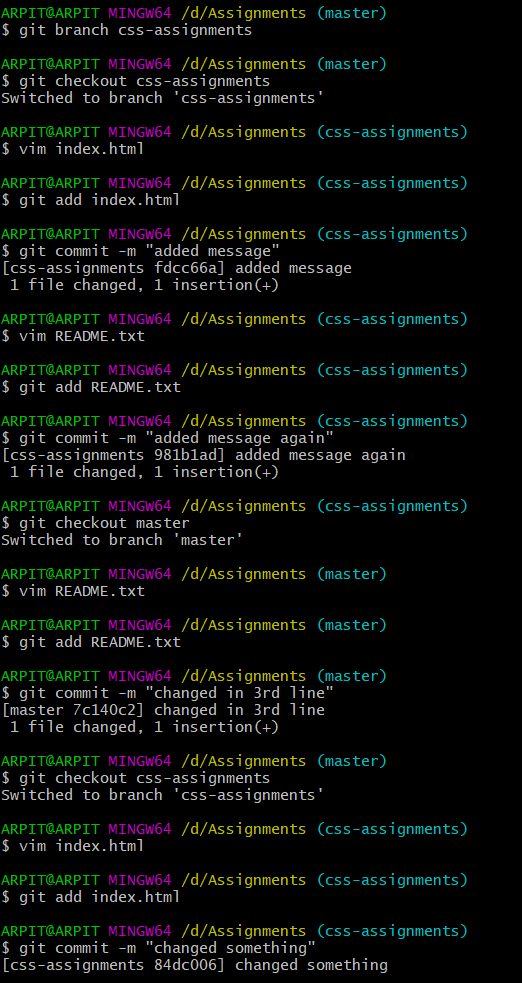 ARPIT@ARPIT MINGW64 /d/Assignments (master)
$ git branch css-assignments
ARPIT@ARPIT MINGW64 /d/Assignments (master)
$ git checkout css-assignments
Switched to branch 'css-assignments'
ARPIT@ARPIT MINGW64 /d/Assignments (css-assignments)
$ vim index.html
ARPIT@ARPIT MINGW64 /d/Assignments (css-assignments)
$ git add index.html
ARPIT@ARPIT MINGW64 /d/Assignments (css-assignments)
$ git commit -m "added message"
[css-assignments fdcc66a] added message
 1 file changed, 1 insertion(+)
ARPIT@ARPIT MINGW64 /d/Assignments (css-assignments)
$ vim README.txt
ARPIT@ARPIT MINGW64 /d/Assignments (css-assignments)
$ git add README.txt
ARPIT@ARPIT MINGW64 /d/Assignments (css-assignments)
$ git commit -m "added message again"
[css-assignments 981b1ad] added message again
 1 file changed, 1 insertion(+)
ARPIT@ARPIT MINGW64 /d/Assignments (css-assignments)
$ git checkout master
Switched to branch 'master'
ARPIT@ARPIT MINGW64 /d/Assignments (master)
$ vim README.txt
ARPIT@ARPIT MINGW64 /d/Assignments (master)
$ git add README.txt
ARPIT@ARPIT MINGW64 /d/Assignments (master)
$ git commit -m "changed in 3rd line"
[master 7c140c2] changed in 3rd line
 1 file changed, 1 insertion(+)
ARPIT@ARPIT MINGW64 /d/Assignments (master)
$ git checkout css-assignments
Switched to branch 'css-assignments'
ARPIT@ARPIT MINGW64 /d/Assignments (css-assignments)
$ vim index.html
ARPIT@ARPIT MINGW64 /d/Assignments (css-assignments)
$ git add index.html
ARPIT@ARPIT MINGW64 /d/Assignments (css-assignments)
$ git commit -m "changed something"
[css-assignments 84dc006] changed something